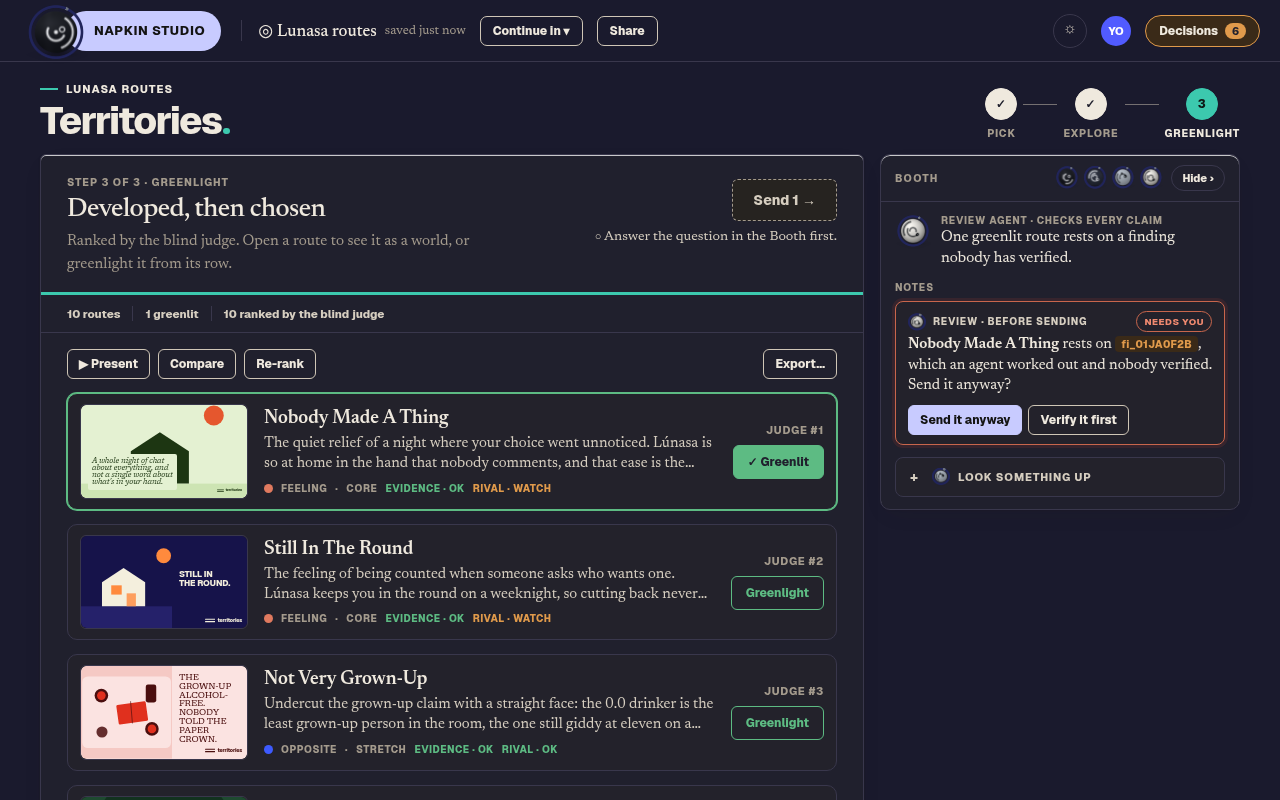 NAPKIN STUDIO
Lunasa routes saved just now
Continue in ▾
Share
YO
Decisions 6
LUNASA ROUTES
Territories.
✓ PICK
✓ EXPLORE
3 GREENLIGHT
STEP 3 OF 3 · GREENLIGHT
Developed, then chosen
Ranked by the blind judge. Open a route to see it as a world, or
greenlight it from its row.
Send 1 →
○ Answer the question in the Booth first.
10 routes
1 greenlit
10 ranked by the blind judge
▶ Present
Compare
Re-rank
Export...
A whole night of chat
about everything, and
not a single word about
what's in your hand.
territories
Nobody Made A Thing
The quiet relief of a night where your choice went unnoticed. Lúnasa is
so at home in the hand that nobody comments, and that ease is the...
FEELING · CORE EVIDENCE · OK RIVAL · WATCH
JUDGE #1
✓ Greenlit
STILL IN
THE ROUND.
territories
Still In The Round
The feeling of being counted when someone asks who wants one.
Lúnasa keeps you in the round on a weeknight, so cutting back never...
FEELING · CORE EVIDENCE · OK RIVAL · WATCH
JUDGE #2
Greenlight
THE
GROWN-UP
ALCOHOL-
FREE.
NOBODY
TOLD THE
PAPER
CROWN.
territories
Not Very Grown-Up
Undercut the grown-up claim with a straight face: the 0.0 drinker is the
least grown-up person in the room, the one still giddy at eleven on a...
OPPOSITE · STRETCH EVIDENCE · OK RIVAL · OK
JUDGE #3
Greenlight
BOOTH
Hide ›
REVIEW AGENT · CHECKS EVERY CLAIM
One greenlit route rests on a finding
nobody has verified.
NOTES
REVIEW · BEFORE SENDING
NEEDS YOU
Nobody Made A Thing rests on fi_01JA0F2B ,
which an agent worked out and nobody verified.
Send it anyway?
Send it anyway
Verify it first
+ LOOK SOMETHING UP